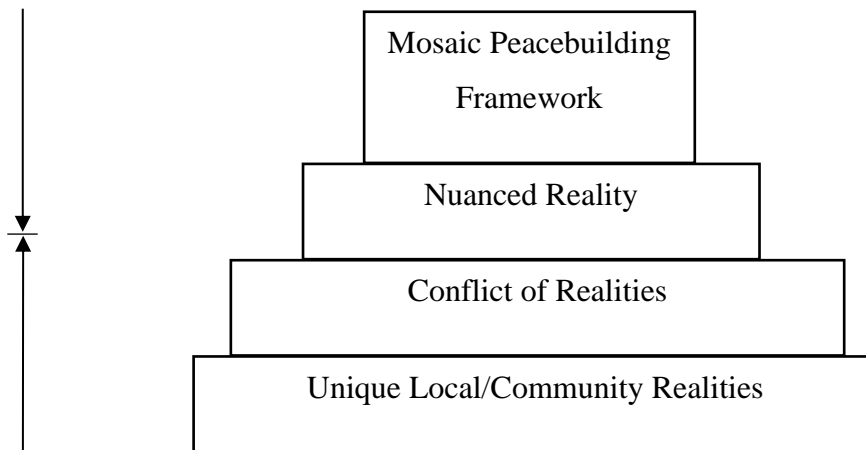 Mosaic Peacebuilding
Framework
Nuanced Reality
Conflict of Realities
Unique Local/Community Realities